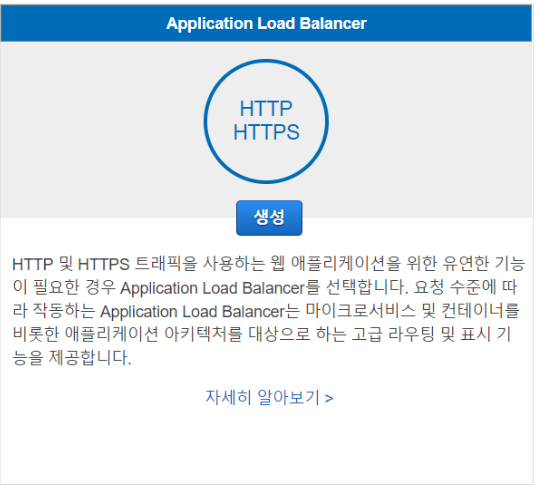 Application Load Balancer
HTTP
HTTPS
생성
HTTP 및 HTTPS 트래픽을 사용하는 웹 애플리케이션을 위한 유연한 기능
이 필요한 경우 Application Load Balancer를 선택합니다. 요청 수준에 따
라 작동하는 Application Load Balancer는 마이크로서비스 및 컨테이너를
비롯한 애플리케이션 아키텍처를 대상으로 하는 고급 라우팅 및 표시 기
능을 제공합니다.
자세히 알아보기 >